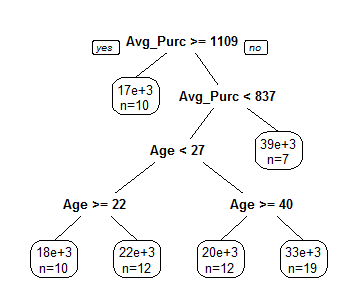 yes Avg_Purc >= 1109 no
17e+3
n=10
Avg_Purc < 837
39e+3
n=7
Age < 27
Age >= 22 Age >= 40
18e+3 22e+3 20e+3 33e+3
n=10 n=12 n=12 n=19